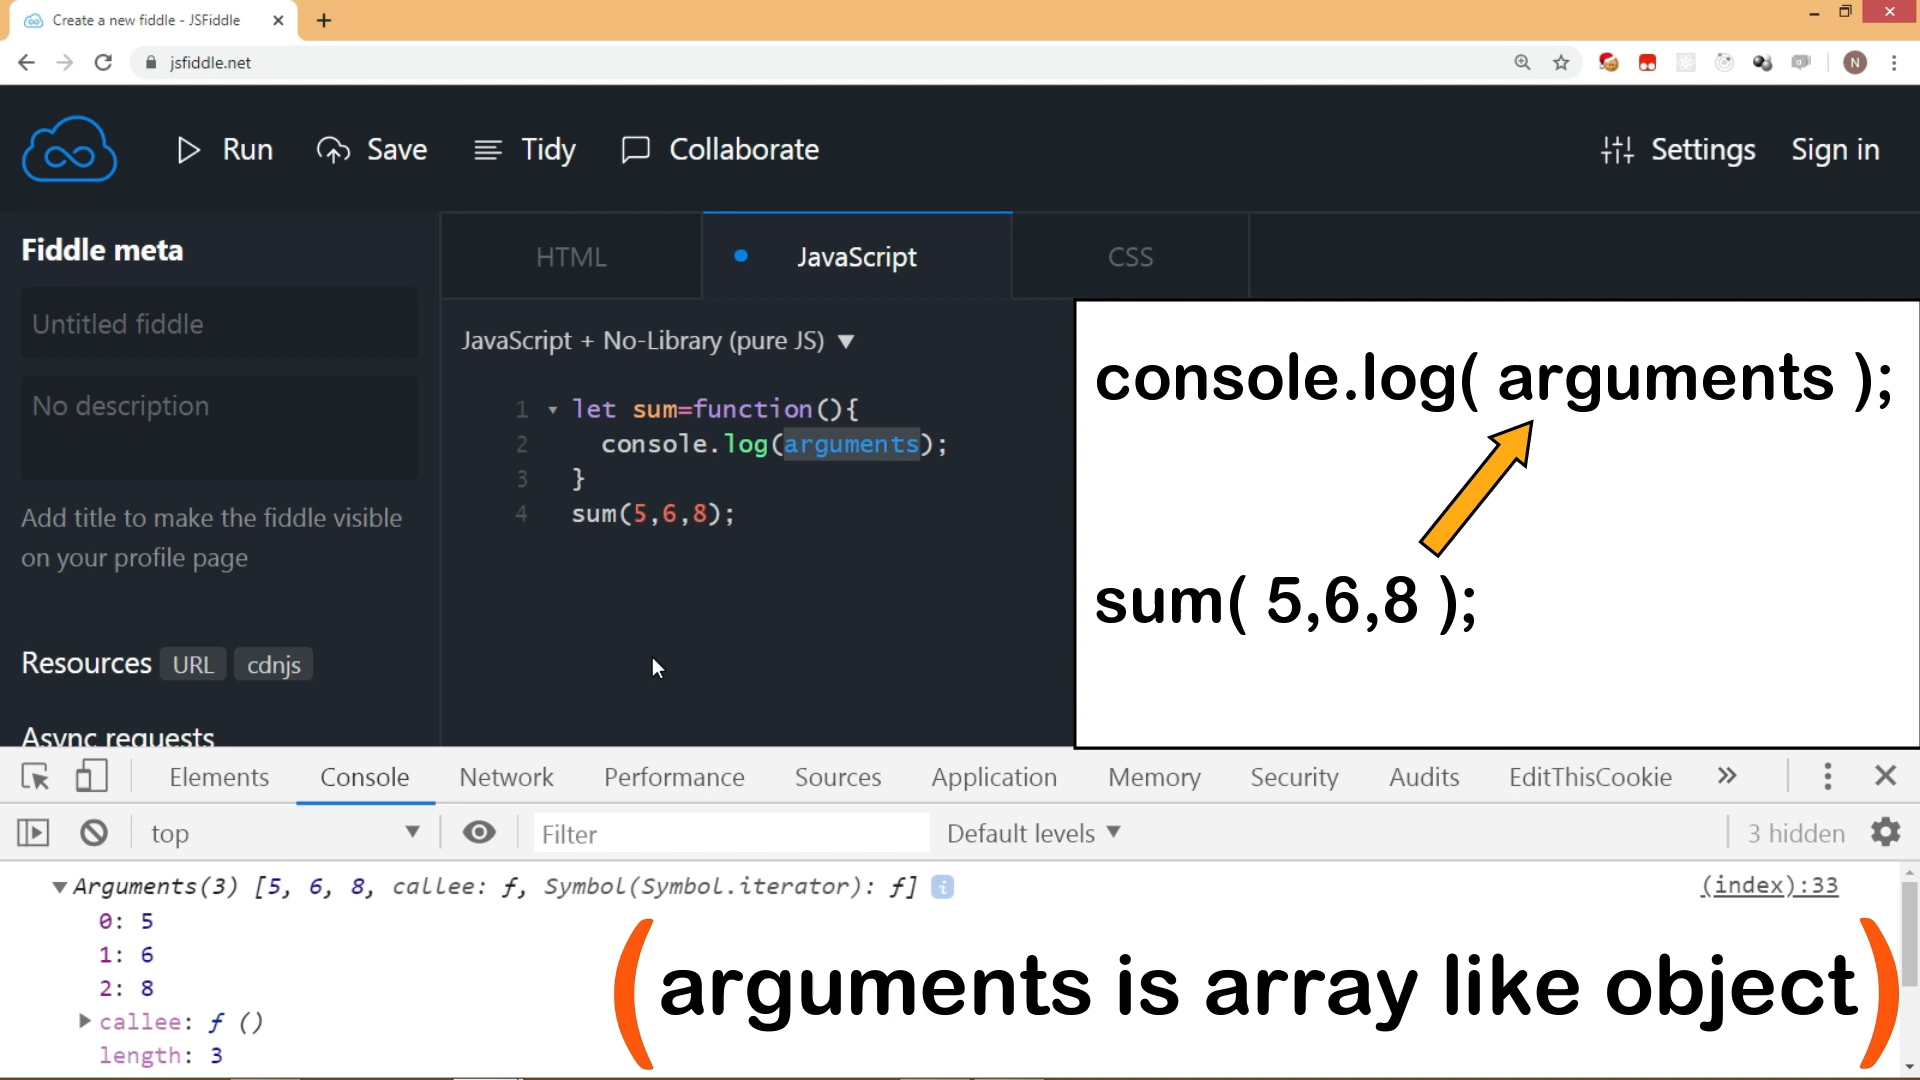 Create a new fiddle - JSFiddle
jsfiddle.net
N
Run Save Tidy Collaborate Settings Sign in
Fiddle meta
Untitled fiddle
No description
Add title to make the fiddle visible
on your profile page
Resources URL cdnjs
Async requests
HTML JavaScript CSS
JavaScript + No-Library (pure JS) ▼
1 let sum=function(){
2 console.log(arguments);
3 }
4 sum(5,6,8);
console.log( arguments );
sum( 5,6,8 );
Elements Console Network Performance Sources Application Memory Security Audits EditThisCookie »
top Filter Default levels ▼ 3 hidden
▼Arguments(3) [5, 6, 8, callee: ƒ, Symbol(Symbol.iterator): ƒ] i (index):33
0: 5
1: 6
2: 8
▶callee: ƒ ()
length: 3
(arguments is array like object)